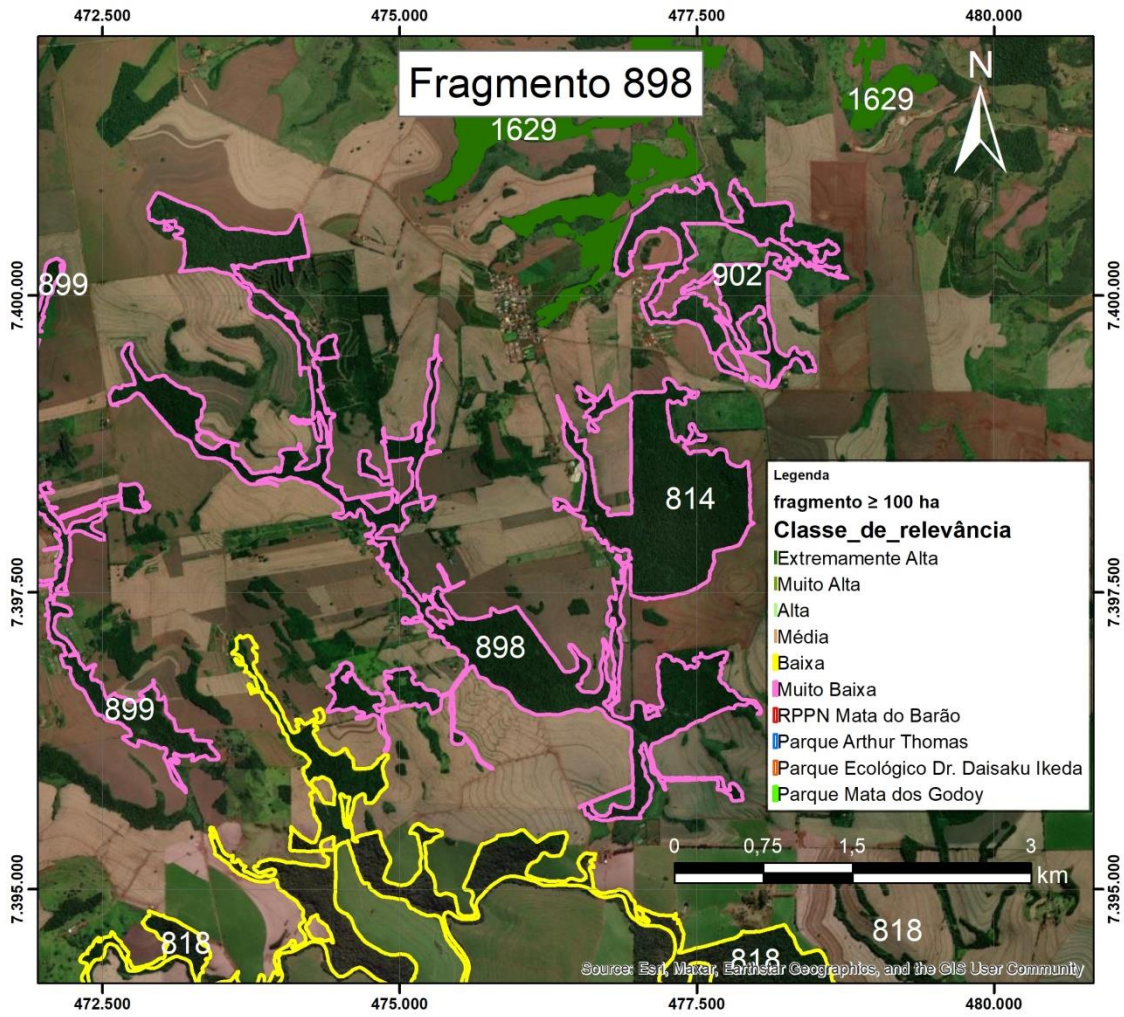 472.500 475.000 477.500 480.000
Fragmento 898
N
1629
1629
7.400.000
7.400.000
899
902
814
Legenda
fragmento ≥ 100 ha
Classe_de_relevância
Extremamente Alta
Muito Alta
Alta
Média
Baixa
Muito Baixa
RPPN Mata do Barão
Parque Arthur Thomas
Parque Ecológico Dr. Daisaku Ikeda
Parque Mata dos Godoy
7.397.500
7.397.500
898
899
0 0,75 1,5 3
km
7.395.000
7.395.000
818
818
818
Source: Esri, Maxar, Earthstar Geographics, and the GIS User Community
472.500 475.000 477.500 480.000